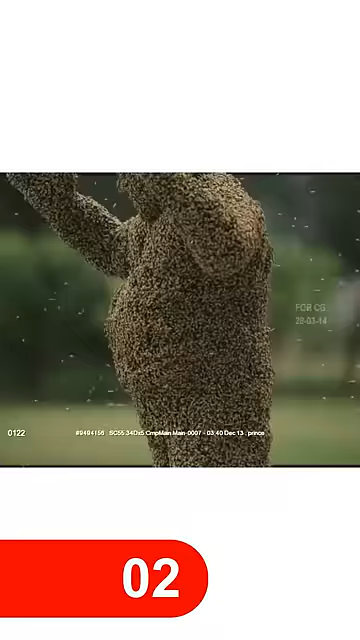 FOR CG
28-03-14
0122
#9494156 : SC55.34Dx5 CmpMain Main-0007 - 03:40 Dec 13 , prince
02